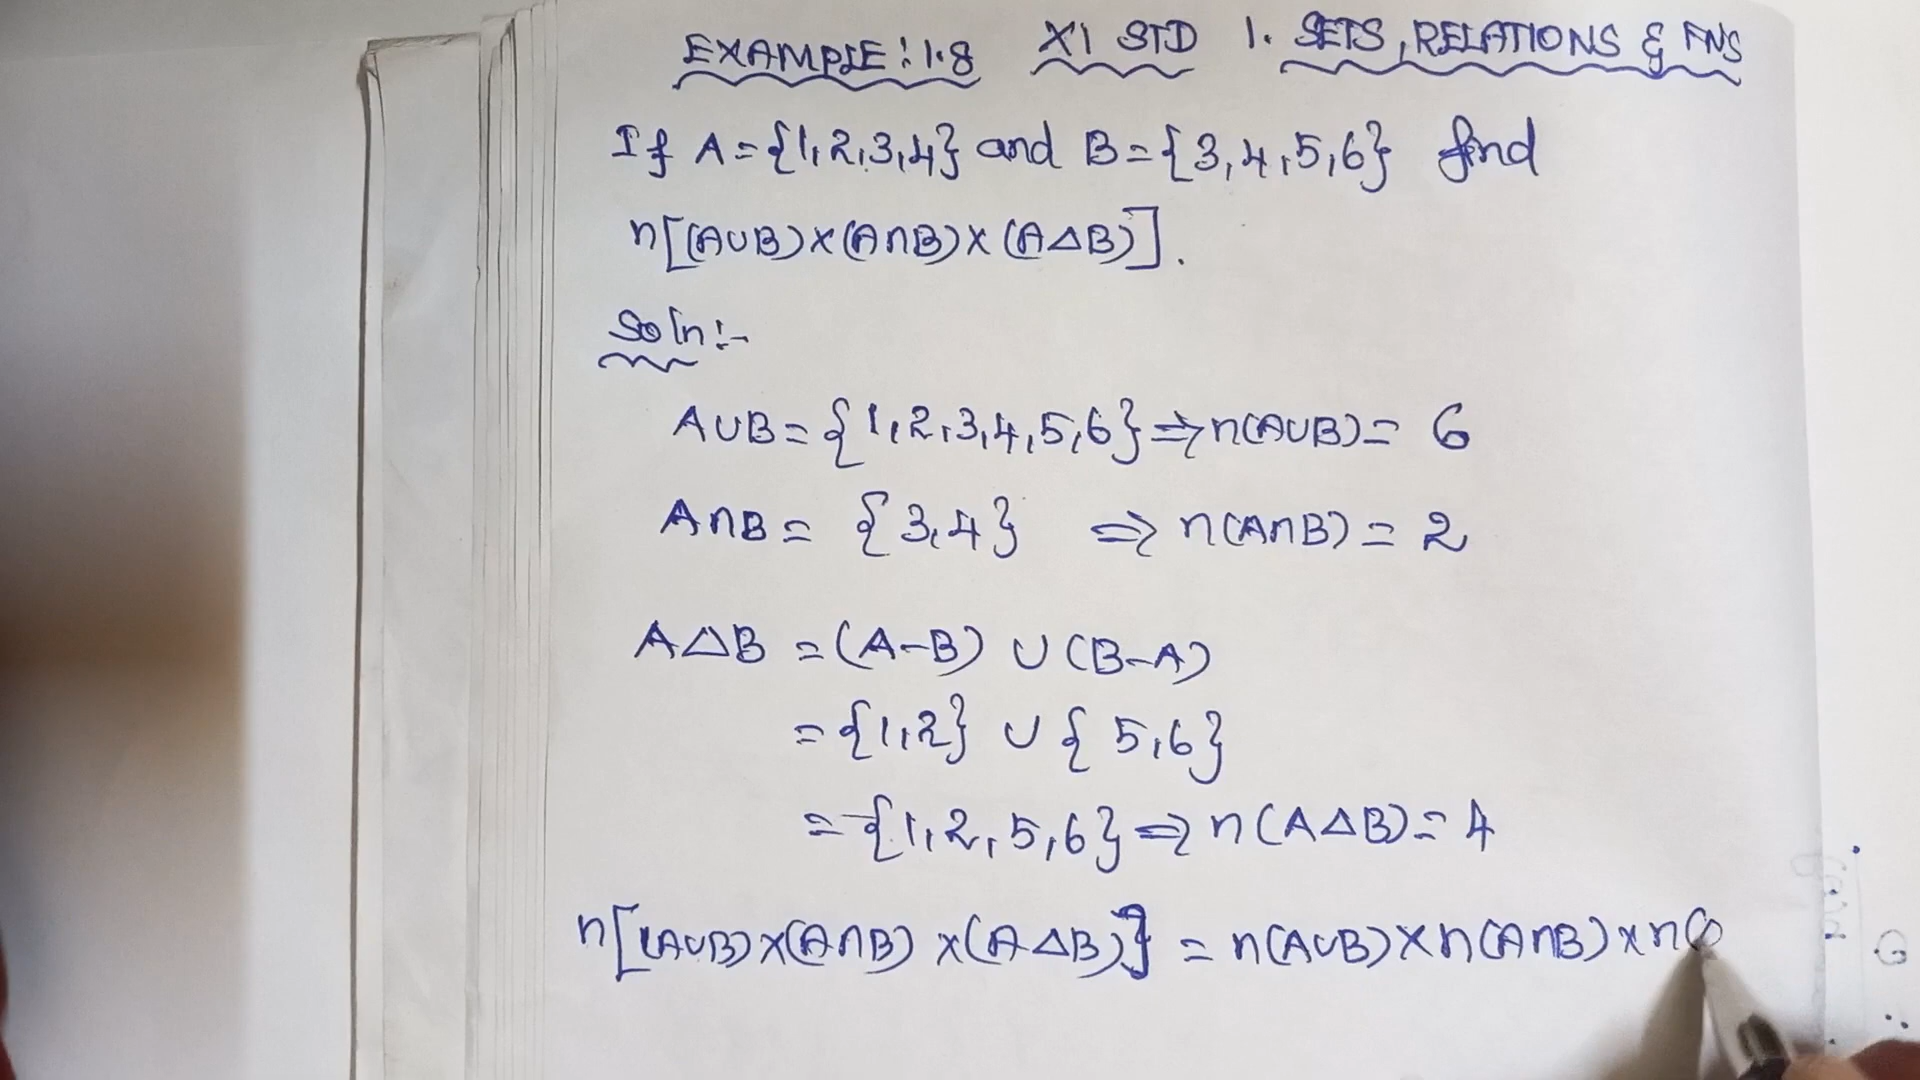 EXAMPLE: 1.8 XI STD 1. SETS, RELATIONS & FNS
If A = {1,2,3,4} and B = {3,4,5,6} find
n[(A∪B)×(A∩B)×(A△B)].
Soln:-
A∪B = {1,2,3,4,5,6} ⇒ n(A∪B) = 6
A∩B = {3,4} ⇒ n(A∩B) = 2
A△B = (A-B) ∪ (B-A)
= {1,2} ∪ {5,6}
= {1,2,5,6} ⇒ n(A△B) = 4
n[(A∪B)×(A∩B)×(A△B)] = n(A∪B)×n(A∩B)×n(